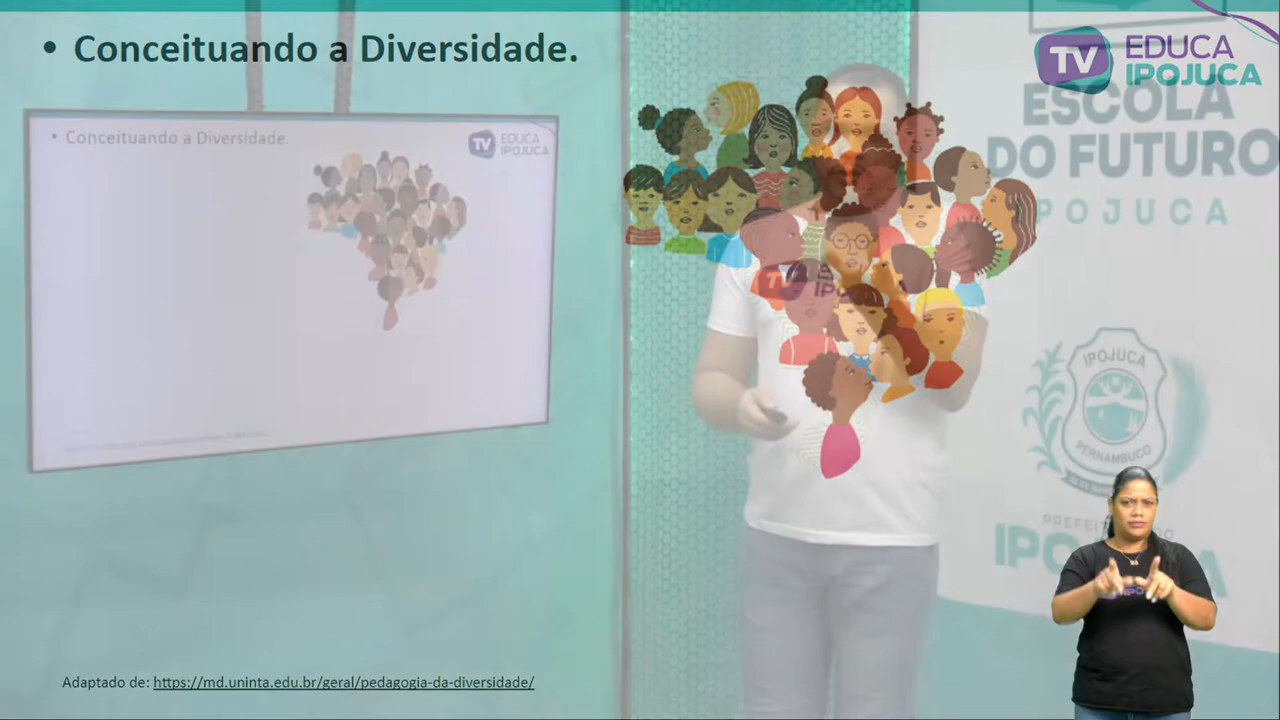 • Conceituando a Diversidade.
TV EDUCA
IPOJUCA
ESCOLA
DO FUTURO
IPOJUCA
• Conceituando a Diversidade.
TV EDUCA
IPOJUCA
TV
IPOJUCA
PERNAMBUCO
Adaptado de: https://md.uninta.edu.br/geral/pedagogia-da-diversidade/